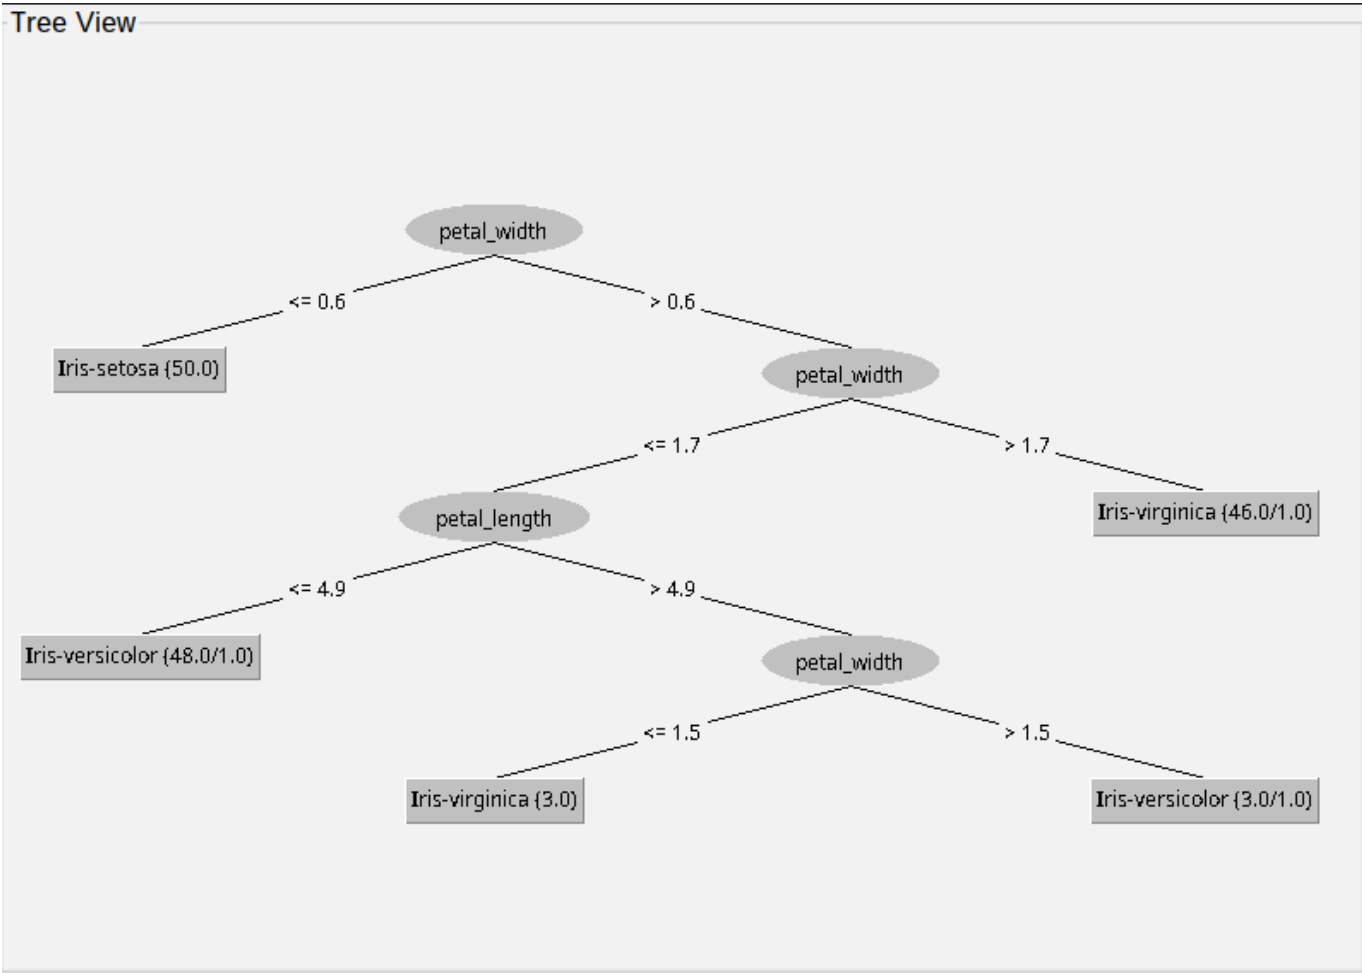 Tree View
petal_width
<= 0.6
> 0.6
Iris-setosa (50.0)
petal_width
<= 1.7
> 1.7
petal_length
Iris-virginica (46.0/1.0)
<= 4.9
> 4.9
Iris-versicolor (48.0/1.0)
petal_width
<= 1.5
> 1.5
Iris-virginica (3.0)
Iris-versicolor (3.0/1.0)